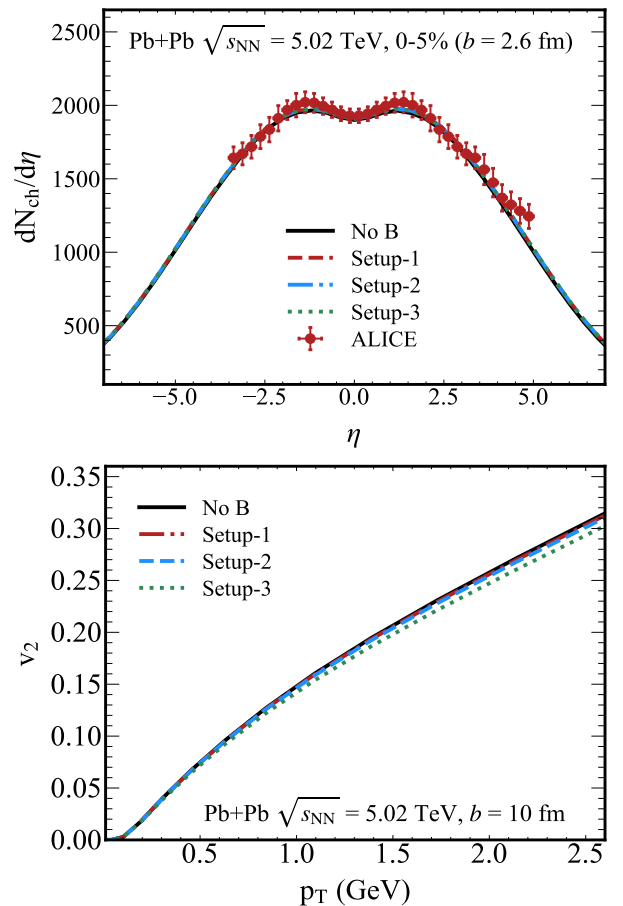 Pb+Pb √sNN = 5.02 TeV, 0-5% (b = 2.6 fm)
2500
2000
1500
1000
500
dNch/dη
No B
Setup-1
Setup-2
Setup-3
ALICE
−5.0 −2.5 0.0 2.5 5.0
η
0.35
0.30
0.25
0.20
0.15
0.10
0.05
0.00
v2
No B
Setup-1
Setup-2
Setup-3
Pb+Pb √sNN = 5.02 TeV, b = 10 fm
0.5 1.0 1.5 2.0 2.5
pT (GeV)